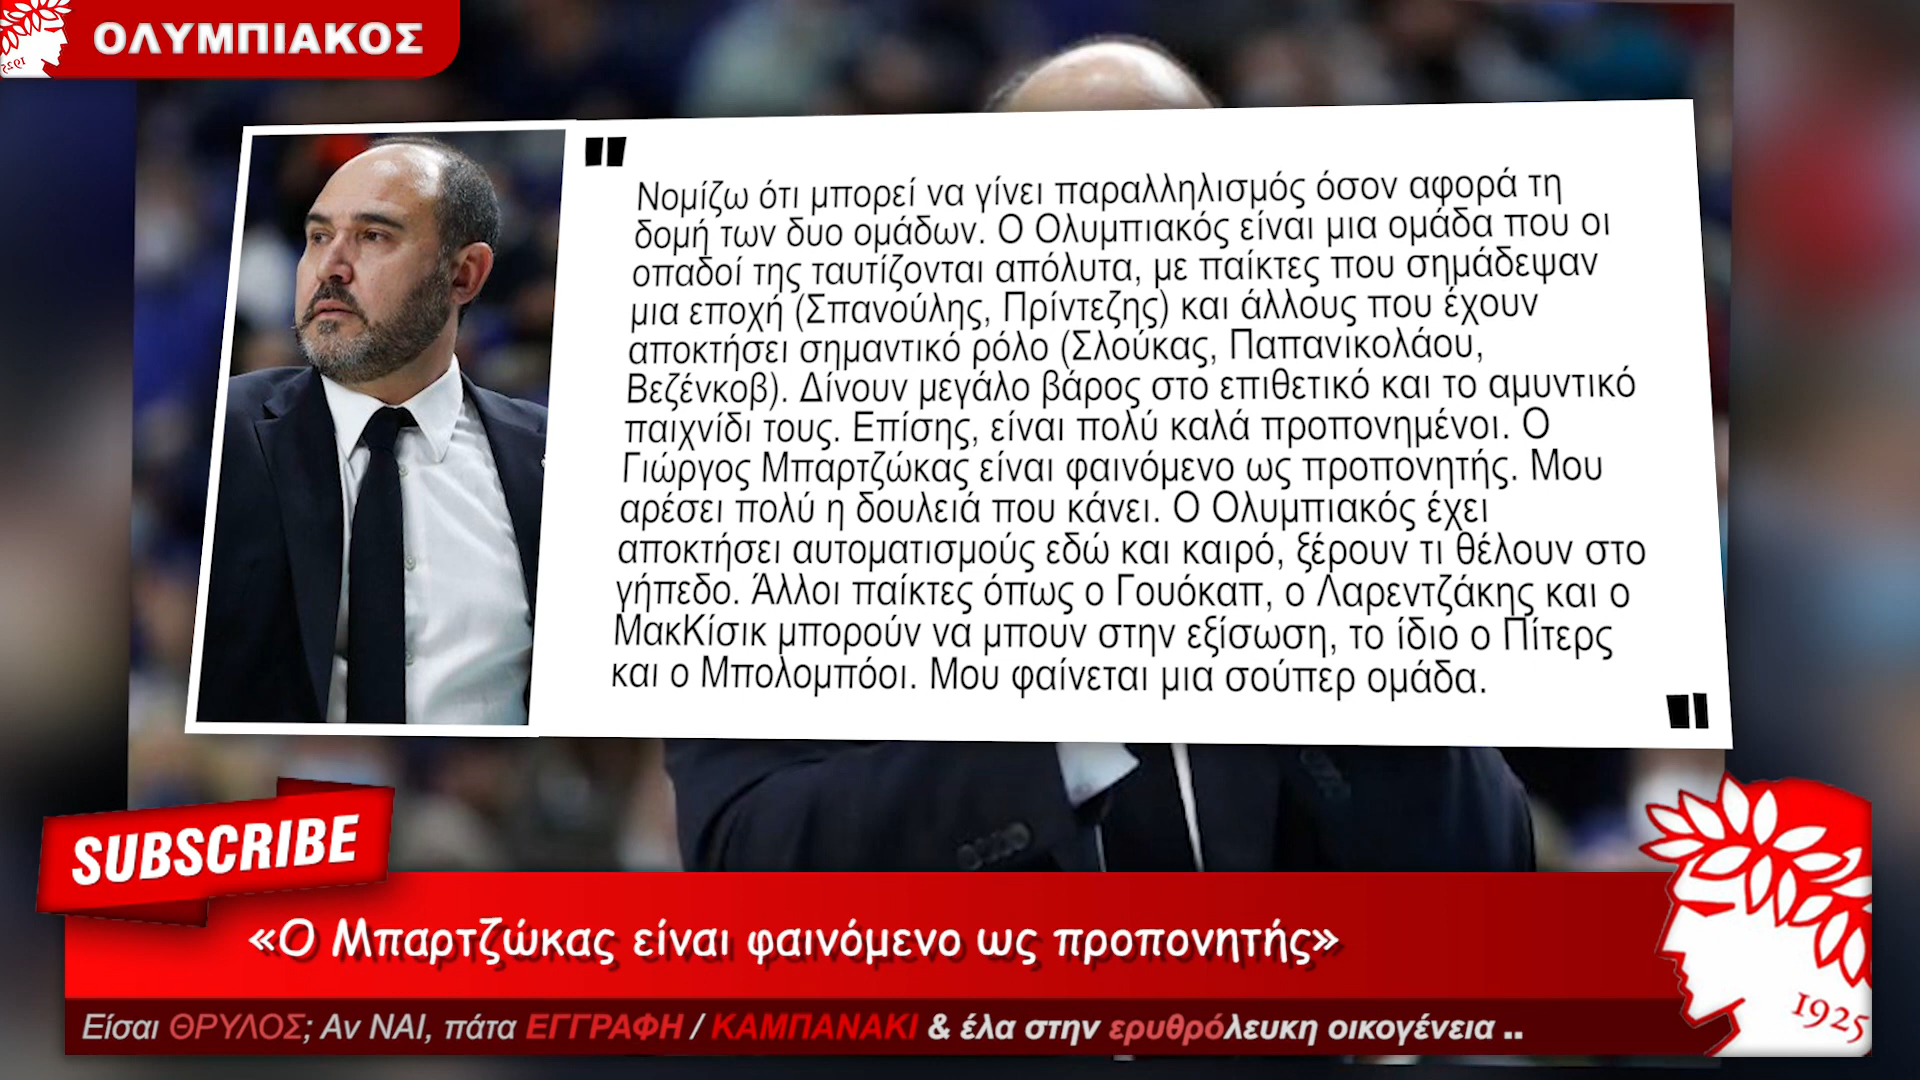 ΟΛΥΜΠΙΑΚΟΣ
1925
"
Νομίζω ότι μπορεί να γίνει παραλληλισμός όσον αφορά τη
δομή των δυο ομάδων. Ο Ολυμπιακός είναι μια ομάδα που οι
οπαδοί της ταυτίζονται απόλυτα, με παίκτες που σημάδεψαν
μια εποχή (Σπανούλης, Πρίντεζης) και άλλους που έχουν
αποκτήσει σημαντικό ρόλο (Σλούκας, Παπανικολάου,
Βεζένκοβ). Δίνουν μεγάλο βάρος στο επιθετικό και το αμυντικό
παιχνίδι τους. Επίσης, είναι πολύ καλά προπονημένοι. Ο
Γιώργος Μπαρτζώκας είναι φαινόμενο ως προπονητής. Μου
αρέσει πολύ η δουλειά που κάνει. Ο Ολυμπιακός έχει
αποκτήσει αυτοματισμούς εδώ και καιρό, ξέρουν τι θέλουν στο
γήπεδο. Άλλοι παίκτες όπως ο Γουόκαπ, ο Λαρεντζάκης και ο
ΜακΚίσικ μπορούν να μπουν στην εξίσωση, το ίδιο ο Πίτερς
και ο Μπολομπόοι. Μου φαίνεται μια σούπερ ομάδα.
"
SUBSCRIBE
«Ο Μπαρτζώκας είναι φαινόμενο ως προπονητής»
Είσαι ΘΡΥΛΟΣ; Αν ΝΑΙ, πάτα ΕΓΓΡΑΦΗ / ΚΑΜΠΑΝΑΚΙ & έλα στην ερυθρόλευκη οικογένεια ..
1925